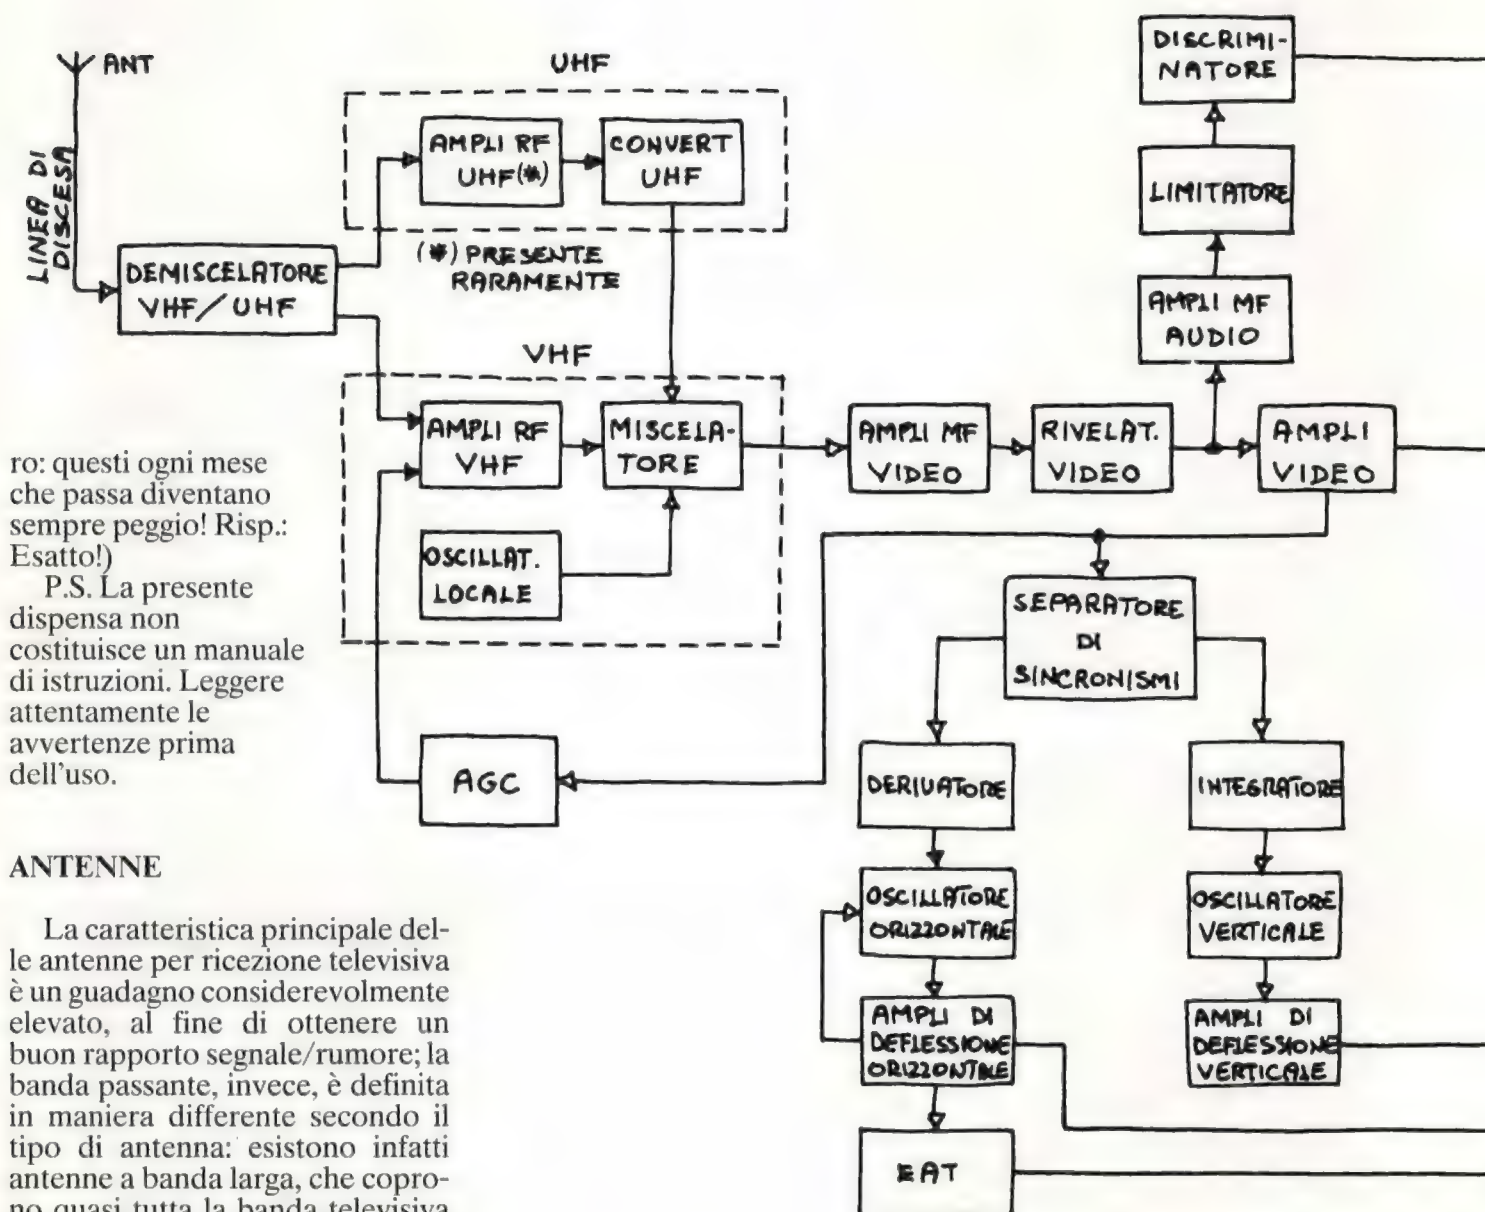 ANT
LINEA DI
DISCESA
DEMISCELATORE
VHF/UHF
UHF
AMPLI RF
UHF(*)
CONVERT
UHF
(*) PRESENTE
RARAMENTE
VHF
AMPLI RF
VHF
MISCELA-
TORE
OSCILLAT.
LOCALE
AGC
AMPLI MF
VIDEO
RIVELAT.
VIDEO
AMPLI
VIDEO
AMPLI MF
AUDIO
LIMITATORE
DISCRIMI-
NATORE
SEPARATORE
DI
SINCRONISMI
DERIVATORE
INTEGRATORE
OSCILLATORE
ORIZZONTALE
OSCILLATORE
VERTICALE
AMPLI DI
DEFLESSIONE
ORIZZONTALE
AMPLI DI
DEFLESSIONE
VERTICALE
EAT
ro: questi ogni mese
che passa diventano
sempre peggio! Risp.:
Esatto!)
P.S. La presente
dispensa non
costituisce un manuale
di istruzioni. Leggere
attentamente le
avvertenze prima
dell'uso.
ANTENNE
La caratteristica principale del-
le antenne per ricezione televisiva
è un guadagno considerevolmente
elevato, al fine di ottenere un
buon rapporto segnale/rumore; la
banda passante, invece, è definita
in maniera differente secondo il
tipo di antenna: esistono infatti
antenne a banda larga, che copro-
no quasi tutta la banda televisiva